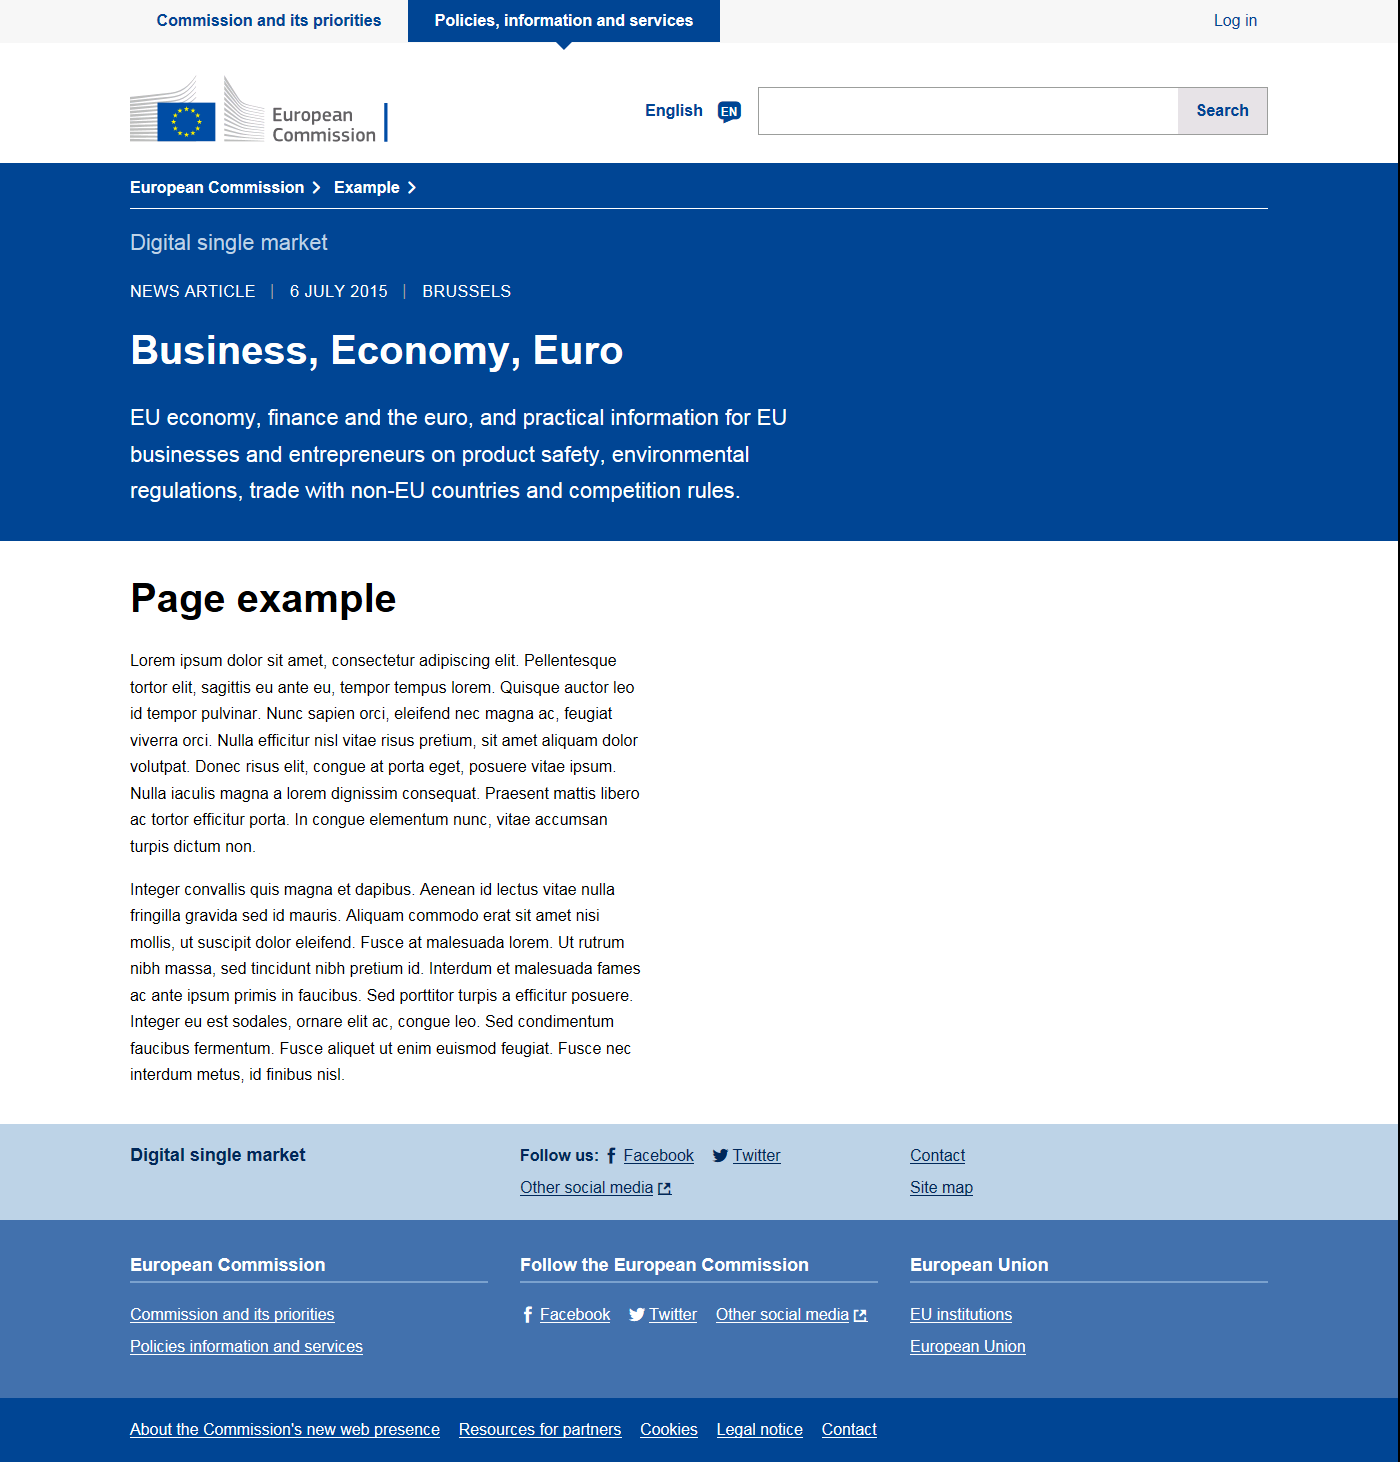 Commission and its priorities
Policies, information and services
Log in
European
Commission
English
EN
Search
European Commission
Example
Digital single market
NEWS ARTICLE | 6 JULY 2015 | BRUSSELS
Business, Economy, Euro
EU economy, finance and the euro, and practical information for EU
businesses and entrepreneurs on product safety, environmental
regulations, trade with non-EU countries and competition rules.
Page example
Lorem ipsum dolor sit amet, consectetur adipiscing elit. Pellentesque
tortor elit, sagittis eu ante eu, tempor tempus lorem. Quisque auctor leo
id tempor pulvinar. Nunc sapien orci, eleifend nec magna ac, feugiat
viverra orci. Nulla efficitur nisl vitae risus pretium, sit amet aliquam dolor
volutpat. Donec risus elit, congue at porta eget, posuere vitae ipsum.
Nulla iaculis magna a lorem dignissim consequat. Praesent mattis libero
ac tortor efficitur porta. In congue elementum nunc, vitae accumsan
turpis dictum non.
Integer convallis quis magna et dapibus. Aenean id lectus vitae nulla
fringilla gravida sed id mauris. Aliquam commodo erat sit amet nisi
mollis, ut suscipit dolor eleifend. Fusce at malesuada lorem. Ut rutrum
nibh massa, sed tincidunt nibh pretium id. Interdum et malesuada fames
ac ante ipsum primis in faucibus. Sed porttitor turpis a efficitur posuere.
Integer eu est sodales, ornare elit ac, congue leo. Sed condimentum
faucibus fermentum. Fusce aliquet ut enim euismod feugiat. Fusce nec
interdum metus, id finibus nisl.
Digital single market
Follow us: Facebook Twitter
Other social media
Contact
Site map
European Commission
Commission and its priorities
Policies information and services
Follow the European Commission
Facebook Twitter Other social media
European Union
EU institutions
European Union
About the Commission's new web presence Resources for partners Cookies Legal notice Contact